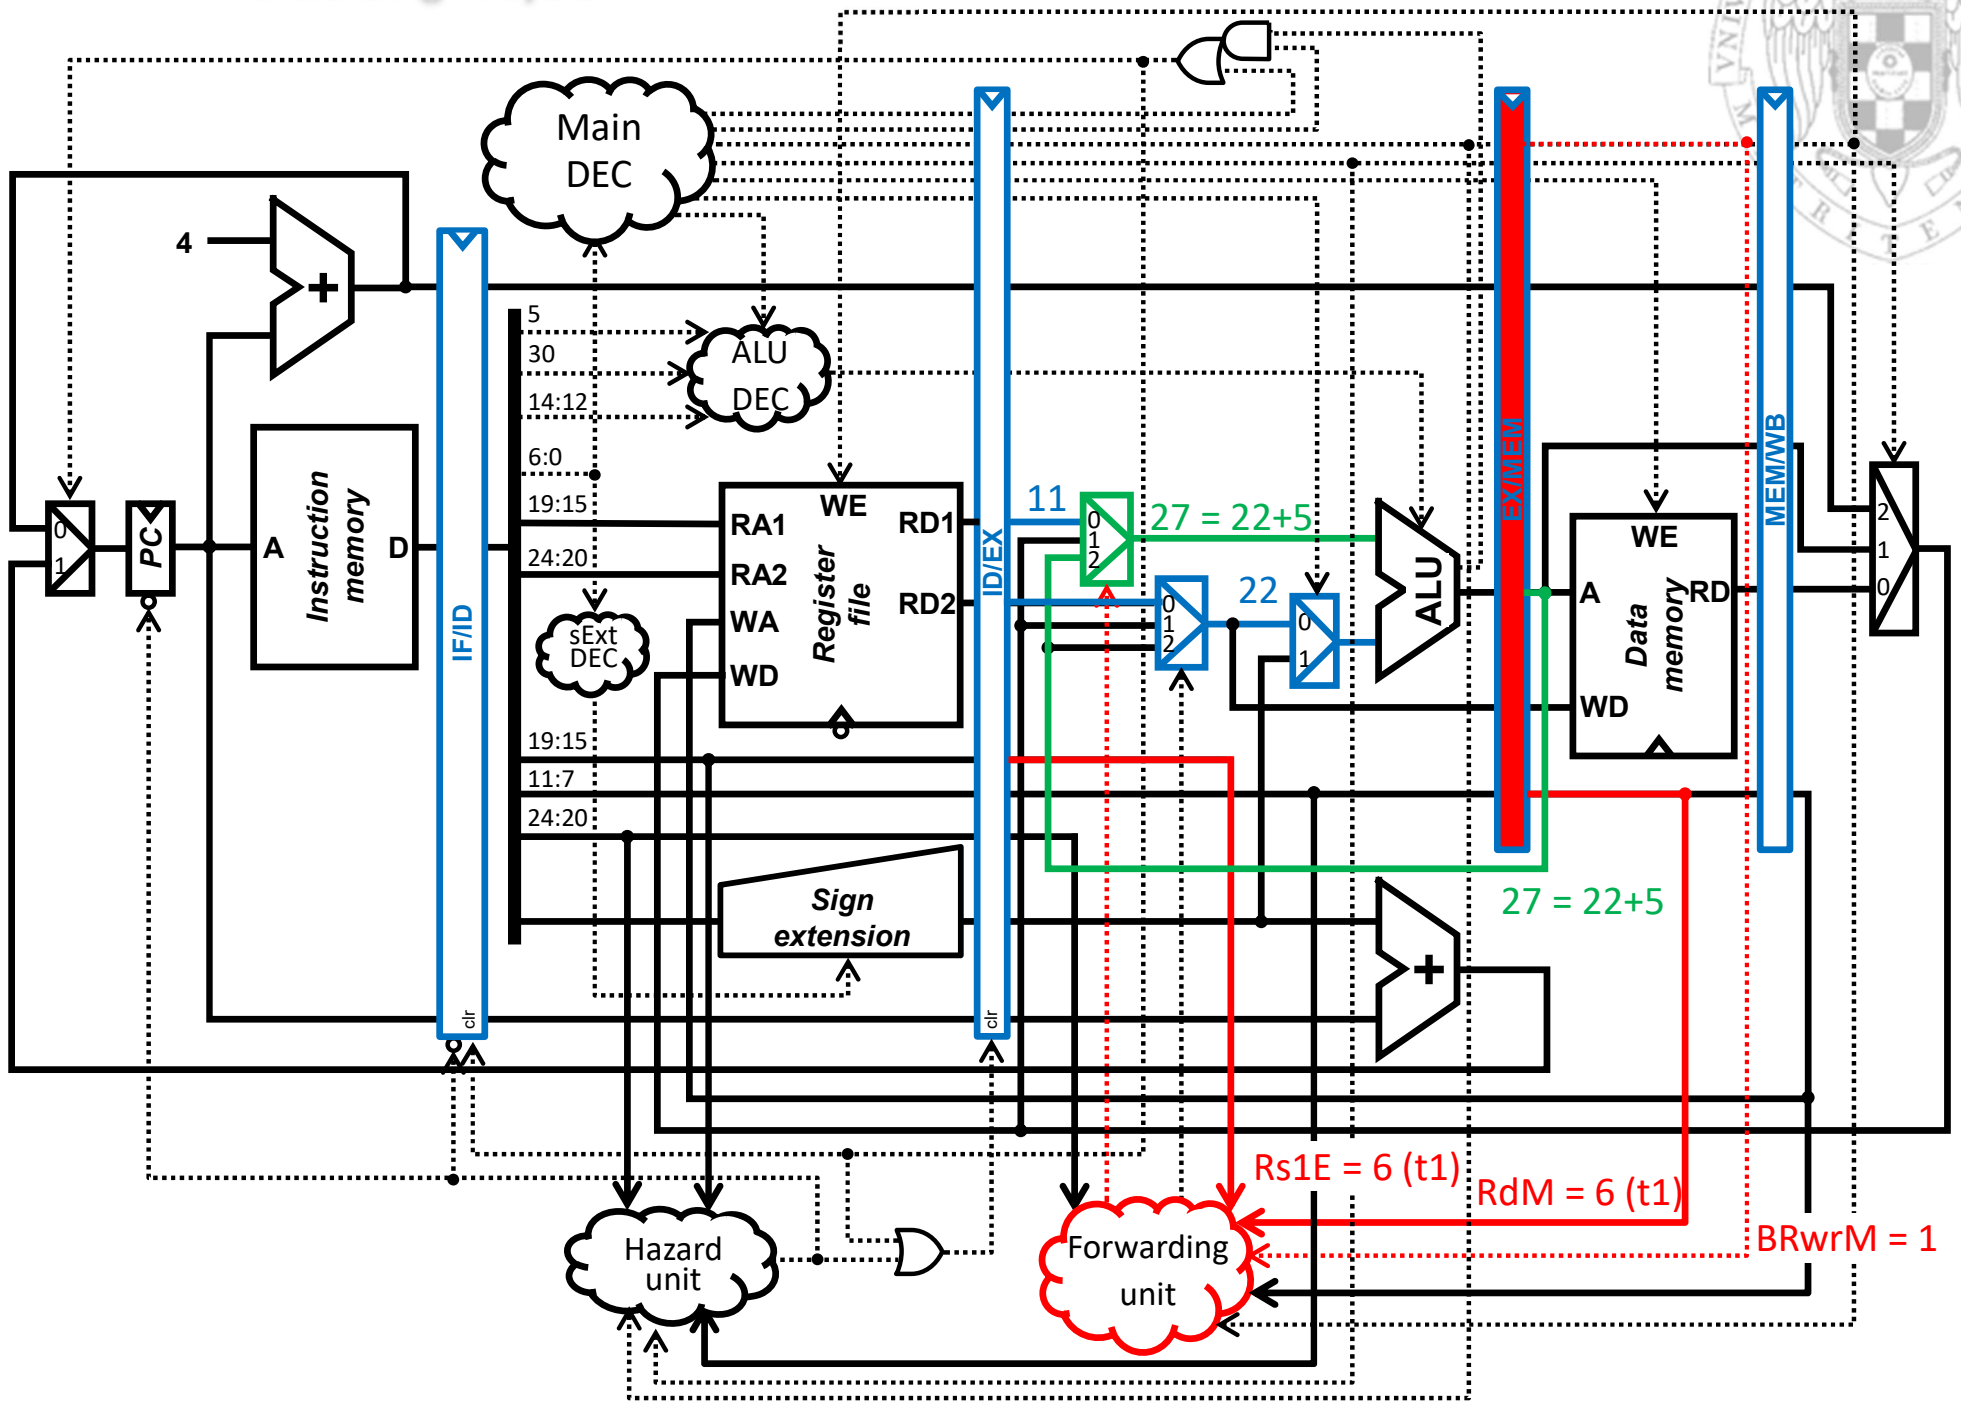 Main
DEC
4
5
30
14:12
6:0
19:15
24:20
ALU
DEC
sExt
DEC
0
1
PC
A
D
Instruction
memory
IF/ID
clr
WE
RA1
RA2
WA
WD
RD1
RD2
Register
file
19:15
11:7
24:20
Sign
extension
ID/EX
clr
11
0
1
2
27 = 22+5
0
1
2
22
0
1
ALU
EX/MEM
WE
A
RD
WD
Data
memory
MEM/WB
2
1
0
27 = 22+5
+
+
Rs1E = 6 (t1)
RdM = 6 (t1)
BRwrM = 1
Hazard
unit
Forwarding
unit